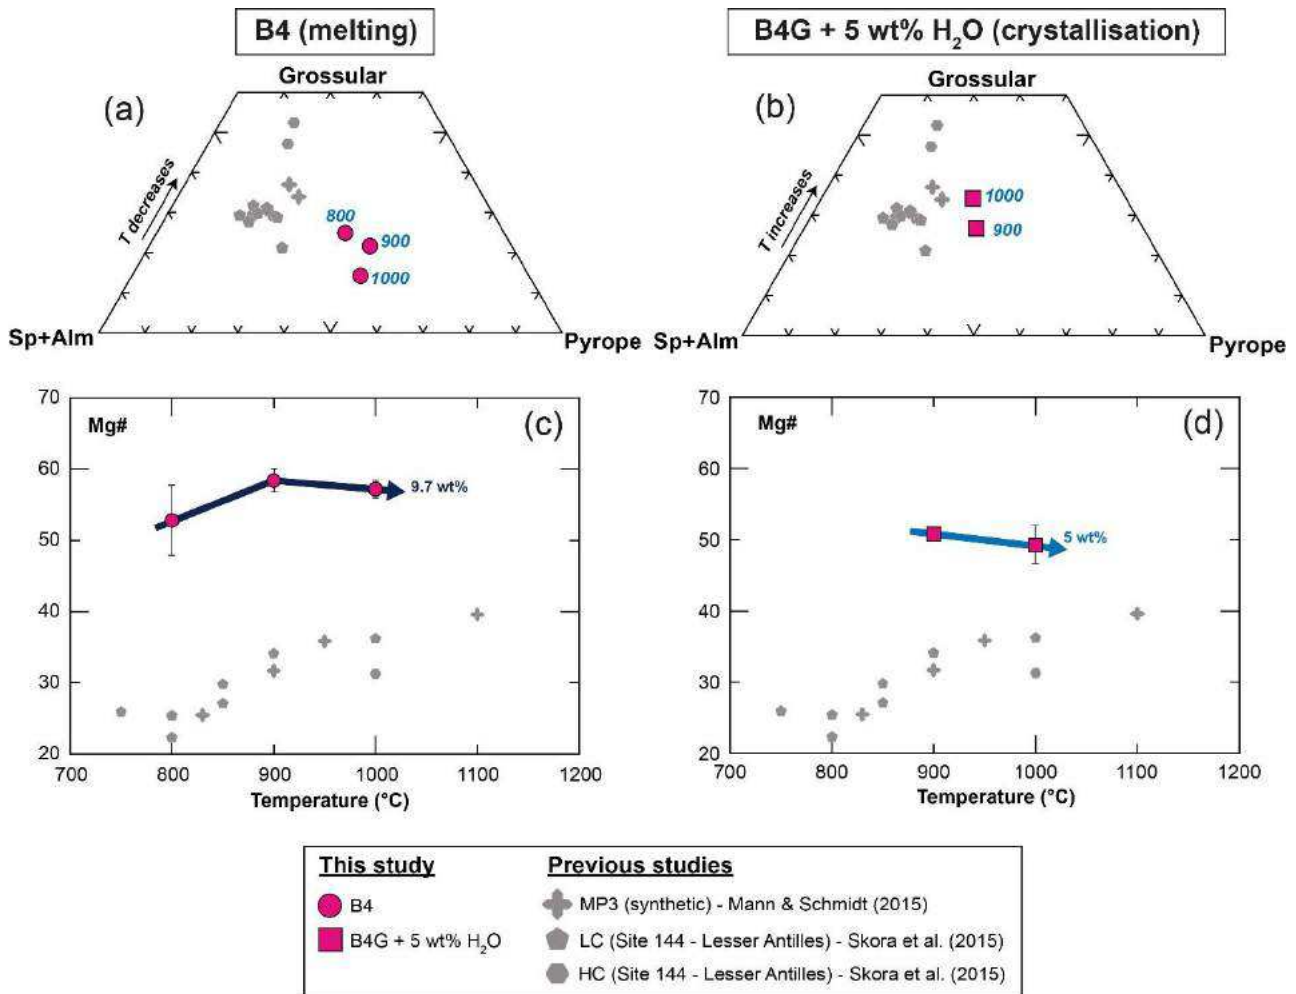 B4 (melting)
B4G + 5 wt% H₂O (crystallisation)
Grossular
(a)
T decreases
800
900
1000
Sp+Alm
Pyrope
Grossular
(b)
T increases
1000
900
Sp+Alm
Pyrope
70
60
50
40
30
20
Mg#
(c)
9.7 wt%
700 800 900 1000 1100 1200
Temperature (°C)
70
60
50
40
30
20
Mg#
(d)
5 wt%
700 800 900 1000 1100 1200
Temperature (°C)
This study
B4
B4G + 5 wt% H₂O
Previous studies
MP3 (synthetic) - Mann & Schmidt (2015)
LC (Site 144 - Lesser Antilles) - Skora et al. (2015)
HC (Site 144 - Lesser Antilles) - Skora et al. (2015)